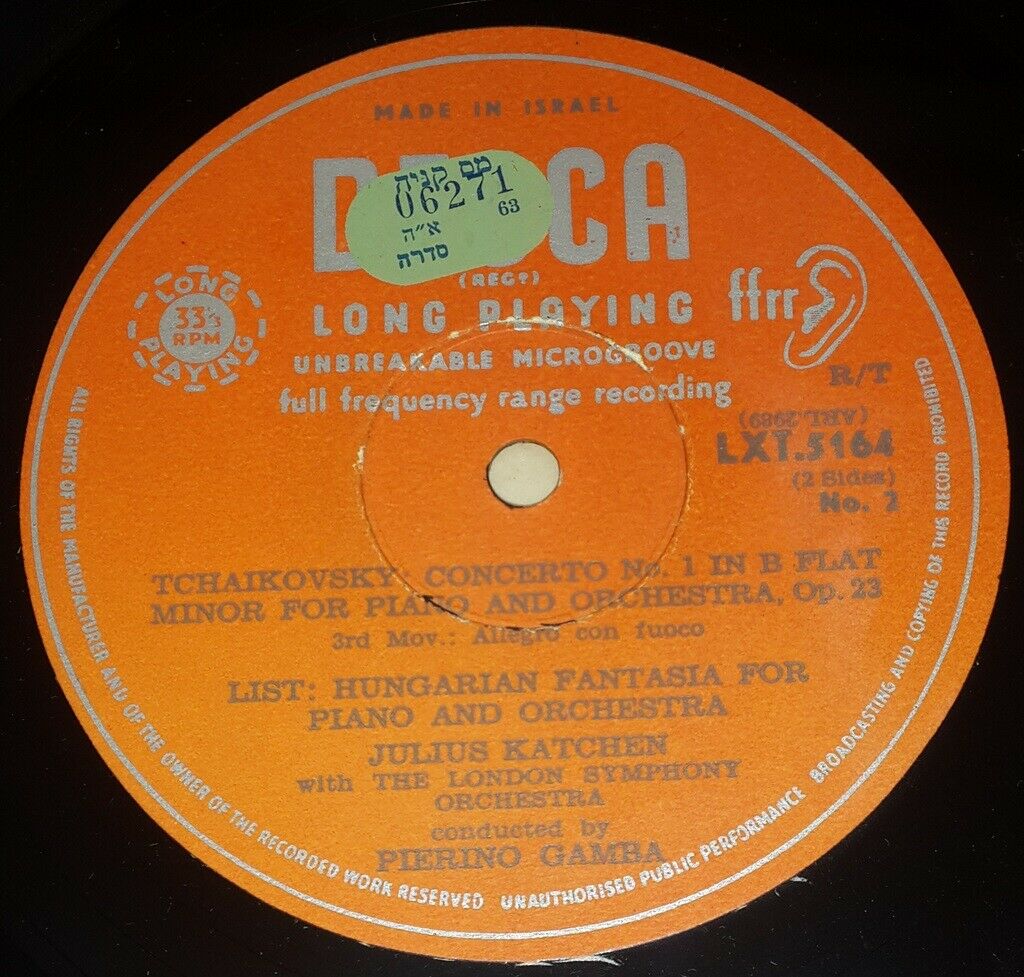 MADE IN ISRAEL
DECCA
מס קניה
06271
63
א"ה
סדרה
(REGD)
LONG PLAYING
33⅓
RPM
LONG PLAYING
ffrr
UNBREAKABLE MICROGROOVE
full frequency range recording
R/T
(ARL.2989)
LXT.5164
(2 Sides)
No. 2
TCHAIKOVSKY: CONCERTO No. 1 IN B FLAT
MINOR FOR PIANO AND ORCHESTRA, Op. 23
3rd Mov.: Allegro con fuoco
LIST: HUNGARIAN FANTASIA FOR
PIANO AND ORCHESTRA
JULIUS KATCHEN
with THE LONDON SYMPHONY
ORCHESTRA
conducted by
PIERINO GAMBA
ALL RIGHTS OF THE MANUFACTURER AND OF THE OWNER OF THE RECORDED WORK RESERVED UNAUTHORISED PUBLIC PERFORMANCE BROADCASTING AND COPYING OF THIS RECORD PROHIBITED